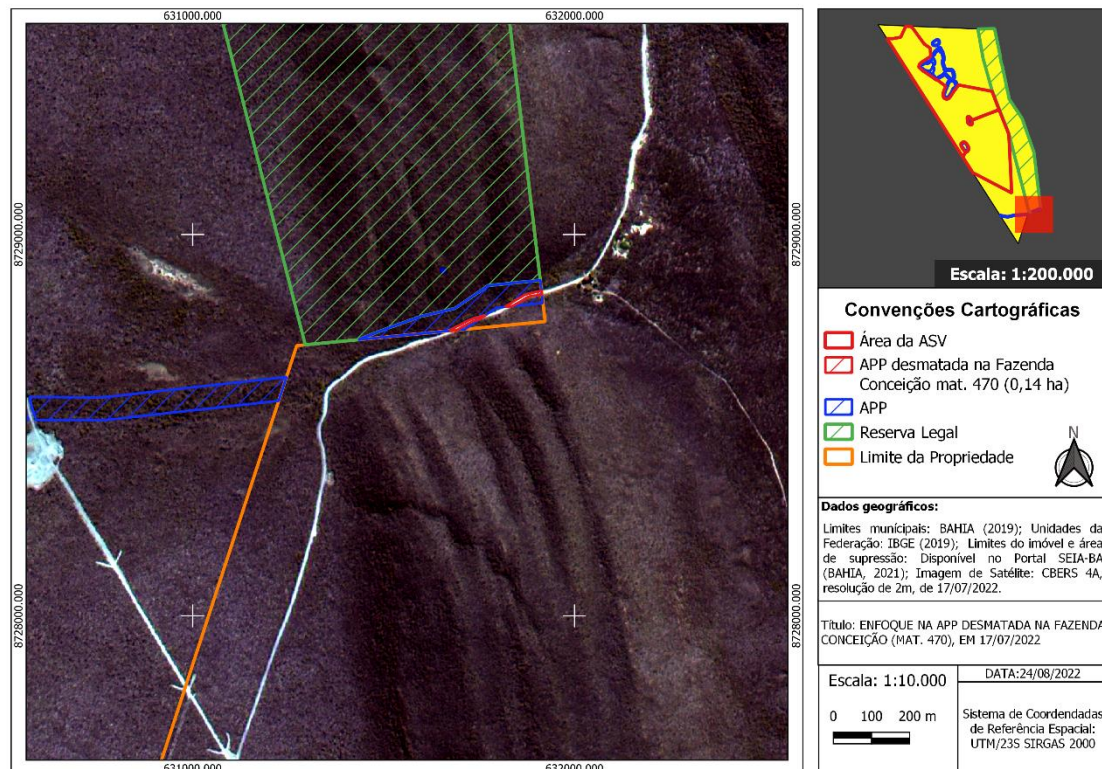 631000.000
632000.000
8729000.000
8729000.000
8728000.000
8728000.000
631000.000
632000.000
Escala: 1:200.000
Convenções Cartográficas
Área da ASV
APP desmatada na Fazenda
Conceição mat. 470 (0,14 ha)
APP
Reserva Legal
Limite da Propriedade
N
Dados geográficos:
Limites munícipais: BAHIA (2019); Unidades da
Federação: IBGE (2019); Limites do imóvel e área
de supressão: Disponível no Portal SEIA-BA
(BAHIA, 2021); Imagem de Satélite: CBERS 4A,
resolução de 2m, de 17/07/2022.
Título: ENFOQUE NA APP DESMATADA NA FAZENDA
CONCEIÇÃO (MAT. 470), EM 17/07/2022
Escala: 1:10.000
0 100 200 m
DATA:24/08/2022
Sistema de Coordendadas
de Referência Espacial:
UTM/23S SIRGAS 2000